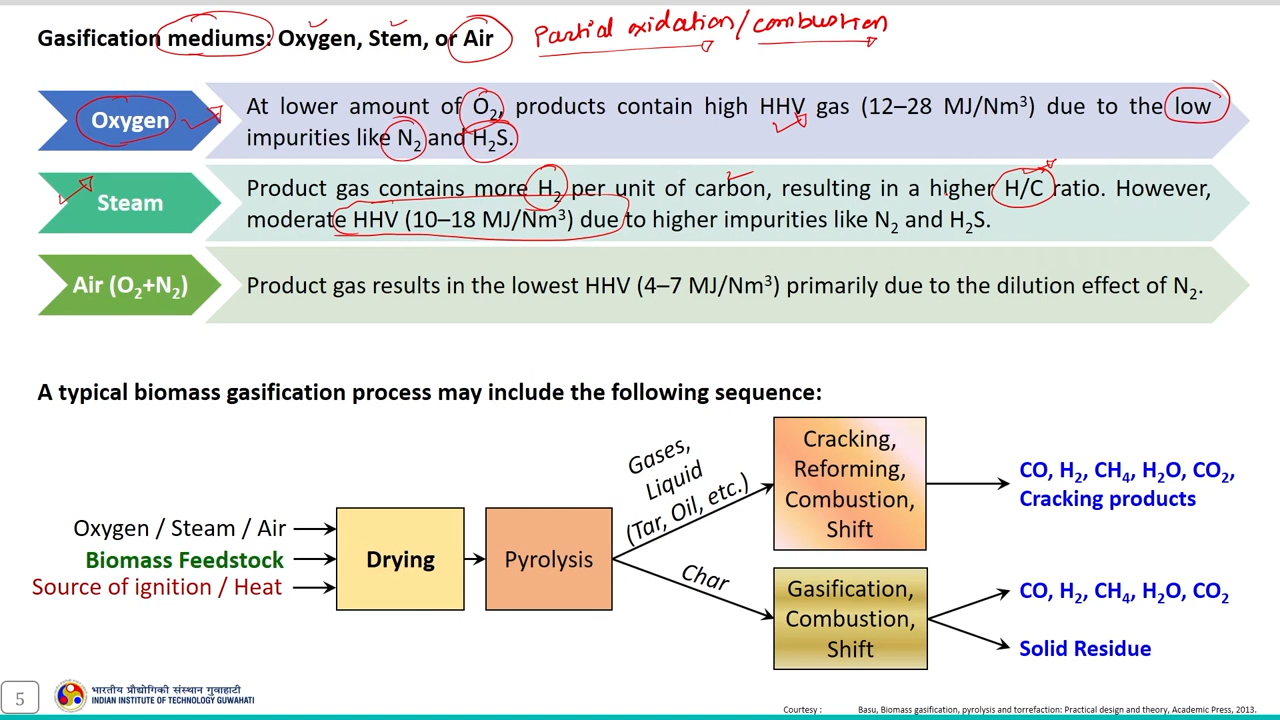 Gasification mediums: Oxygen, Stem, or Air
Partial oxidation/combustion
Oxygen
At lower amount of O₂, products contain high HHV gas (12–28 MJ/Nm³) due to the low
impurities like N₂ and H₂S.
Steam
Product gas contains more H₂ per unit of carbon, resulting in a higher H/C ratio. However,
moderate HHV (10–18 MJ/Nm³) due to higher impurities like N₂ and H₂S.
Air (O₂+N₂)
Product gas results in the lowest HHV (4–7 MJ/Nm³) primarily due to the dilution effect of N₂.
A typical biomass gasification process may include the following sequence:
Oxygen / Steam / Air
Biomass Feedstock
Source of ignition / Heat
Drying
Pyrolysis
Gases,
Liquid
(Tar, Oil, etc.)
Char
Cracking,
Reforming,
Combustion,
Shift
CO, H₂, CH₄, H₂O, CO₂,
Cracking products
Gasification,
Combustion,
Shift
CO, H₂, CH₄, H₂O, CO₂
Solid Residue
5
भारतीय प्रौद्योगिकी संस्थान गुवाहाटी
INDIAN INSTITUTE OF TECHNOLOGY GUWAHATI
Courtesy : Basu, Biomass gasification, pyrolysis and torrefaction: Practical design and theory, Academic Press, 2013.